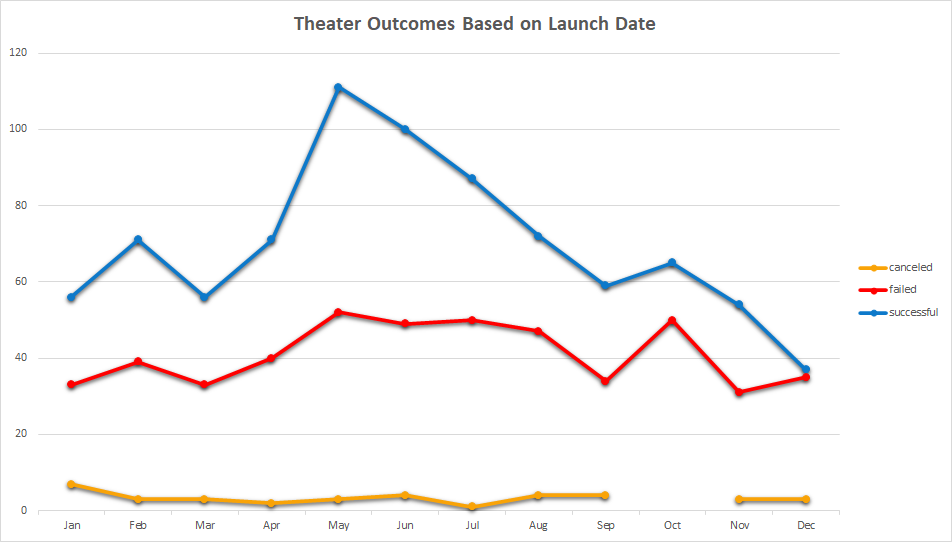 Theater Outcomes Based on Launch Date
120
100
80
60
40
20
0
Jan Feb Mar Apr May Jun Jul Aug Sep Oct Nov Dec
canceled
failed
successful